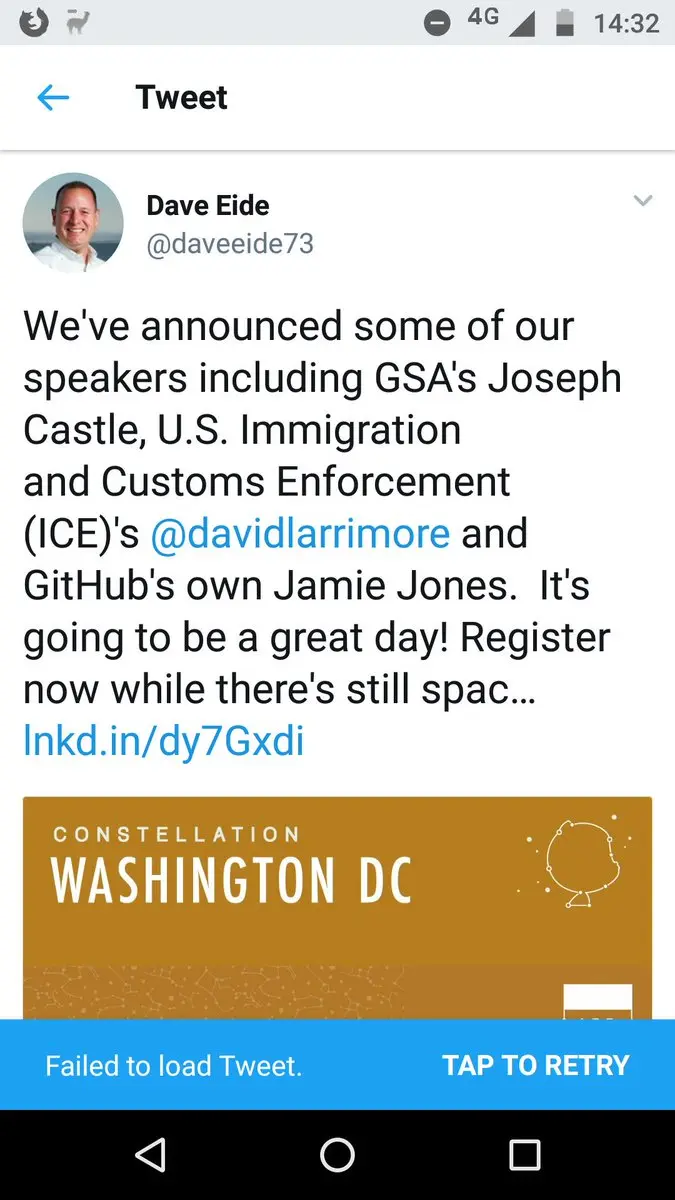 4G 14:32
Tweet
Dave Eide
@daveeide73
We've announced some of our
speakers including GSA's Joseph
Castle, U.S. Immigration
and Customs Enforcement
(ICE)'s @davidlarrimore and
GitHub's own Jamie Jones.  It's
going to be a great day! Register
now while there's still spac…
lnkd.in/dy7Gxdi
CONSTELLATION
WASHINGTON DC
Failed to load Tweet. TAP TO RETRY